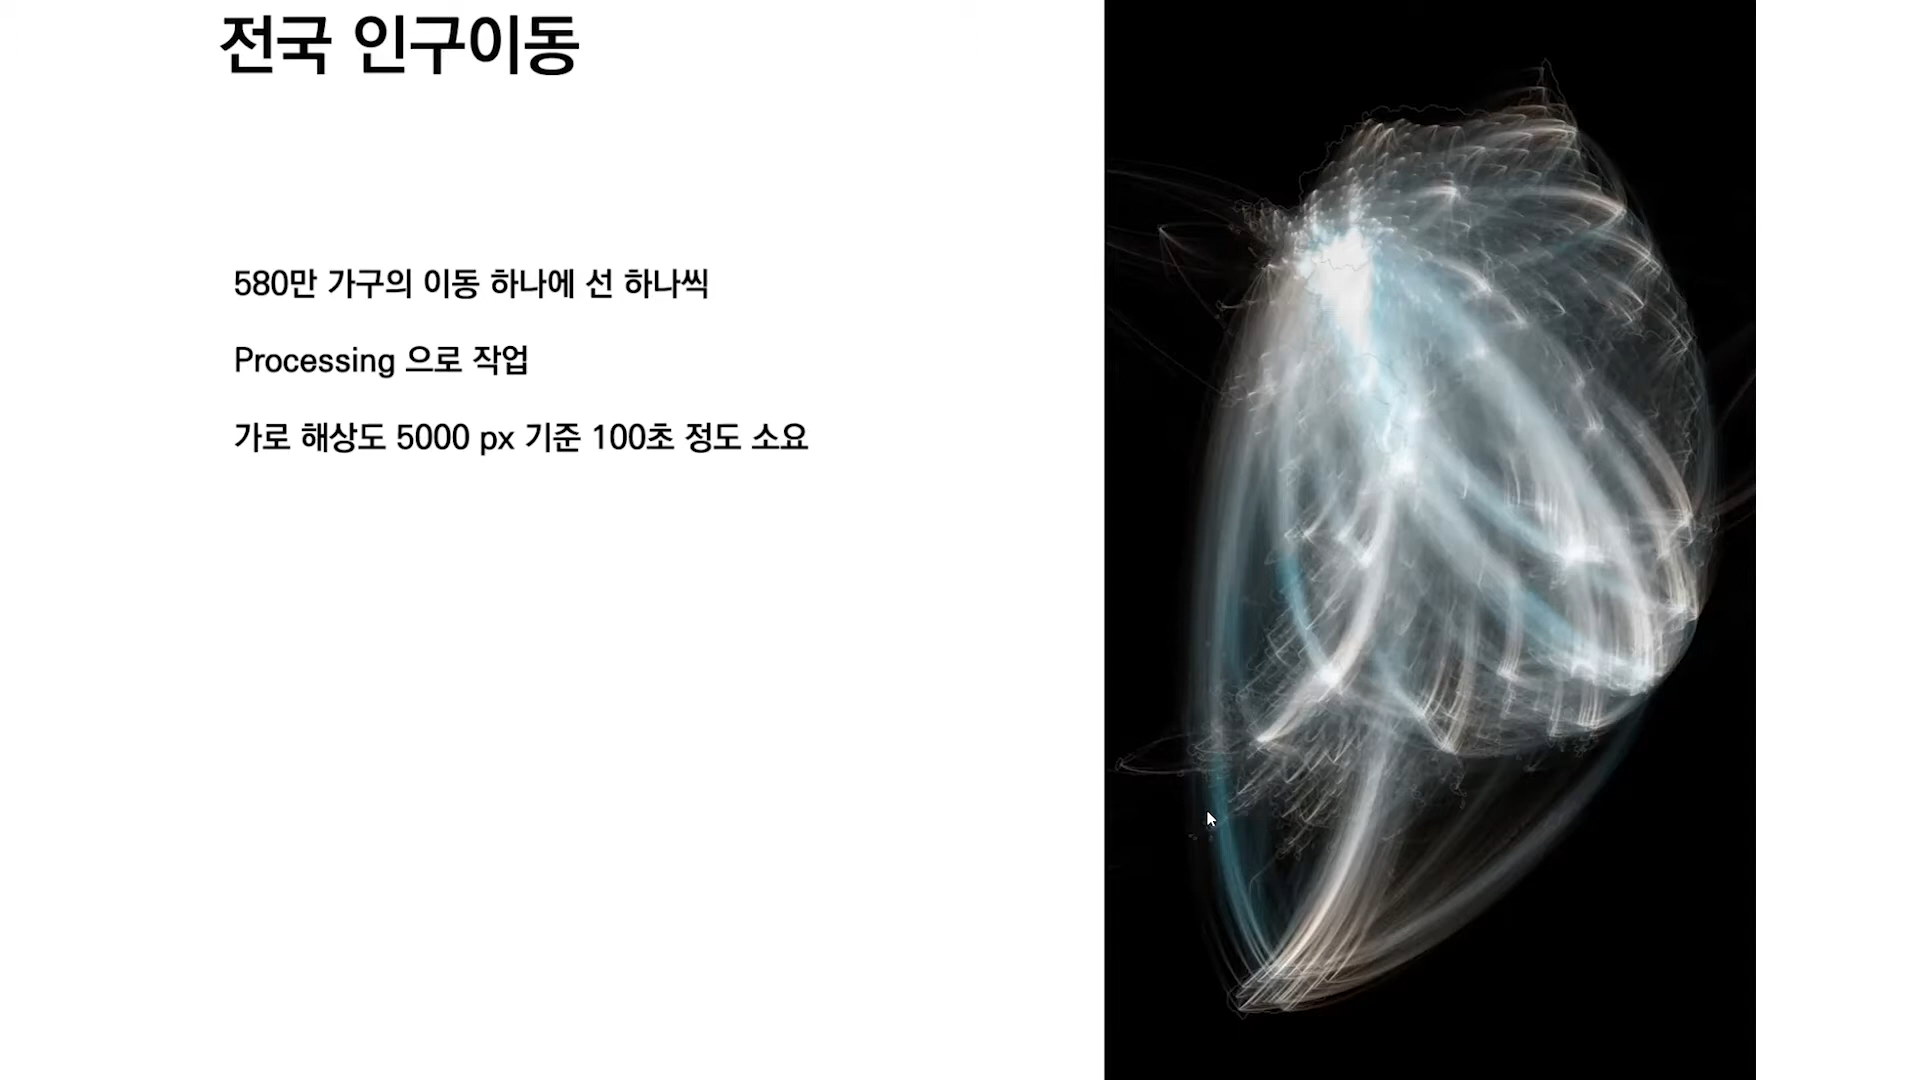 전국 인구이동
580만 가구의 이동 하나에 선 하나씩
Processing 으로 작업
가로 해상도 5000 px 기준 100초 정도 소요